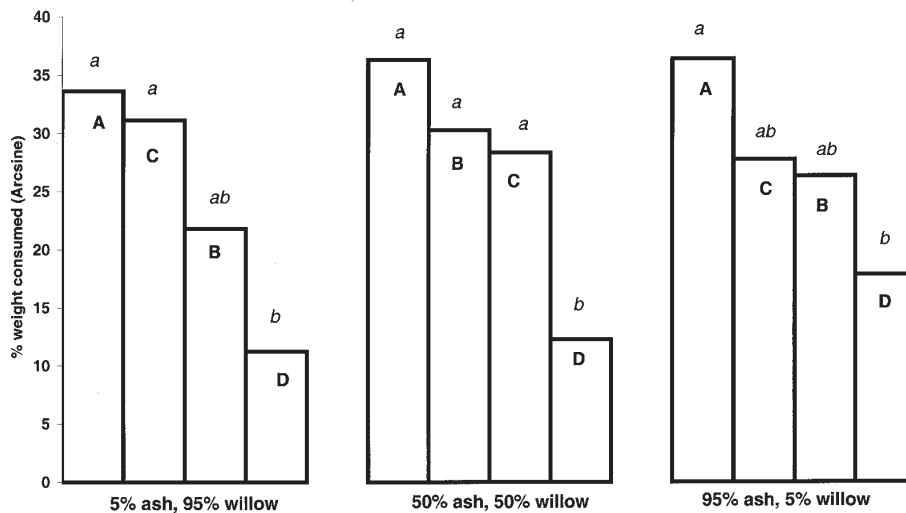 % weight consumed (Arcsine)
40
35
30
25
20
15
10
5
0
a
A
a
C
ab
B
b
D
5% ash, 95% willow
a
A
a
B
a
C
b
D
50% ash, 50% willow
a
A
ab
C
ab
B
b
D
95% ash, 5% willow